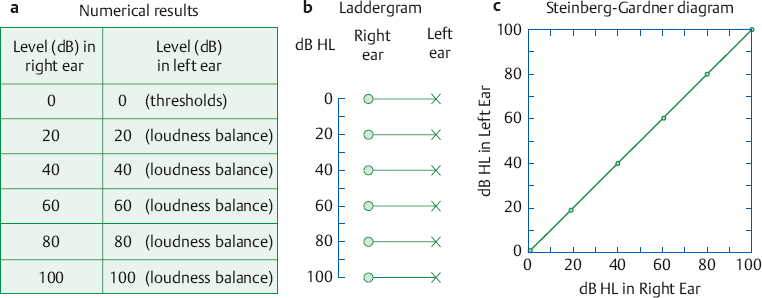 a Numerical results
Level (dB) in
right ear
Level (dB)
in left ear
0 0 (thresholds)
20 20 (loudness balance)
40 40 (loudness balance)
60 60 (loudness balance)
80 80 (loudness balance)
100 100 (loudness balance)
b Laddergram
dB HL
Right
ear
Left
ear
0
20
40
60
80
100
c Steinberg-Gardner diagram
dB HL in Left Ear
100
80
60
40
20
0
0 20 40 60 80 100
dB HL in Right Ear